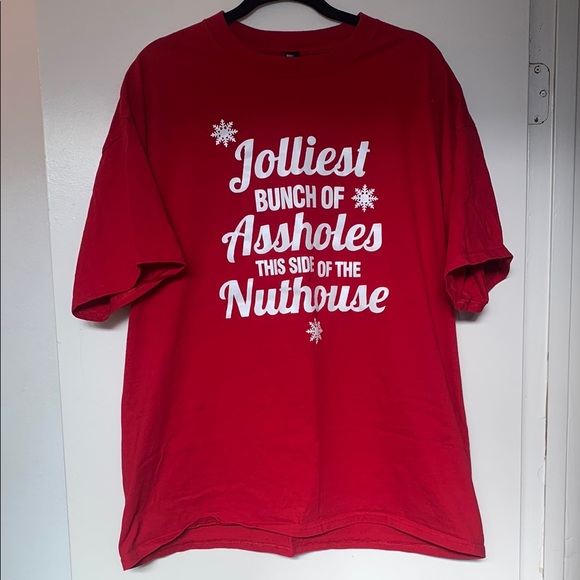 Jolliest
BUNCH OF
Assholes
THIS SIDE OF THE
Nuthouse